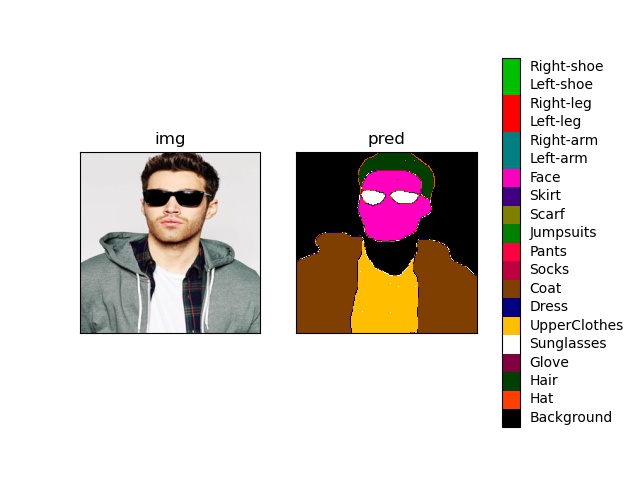 img
pred
Right-shoe
Left-shoe
Right-leg
Left-leg
Right-arm
Left-arm
Face
Skirt
Scarf
Jumpsuits
Pants
Socks
Coat
Dress
UpperClothes
Sunglasses
Glove
Hair
Hat
Background